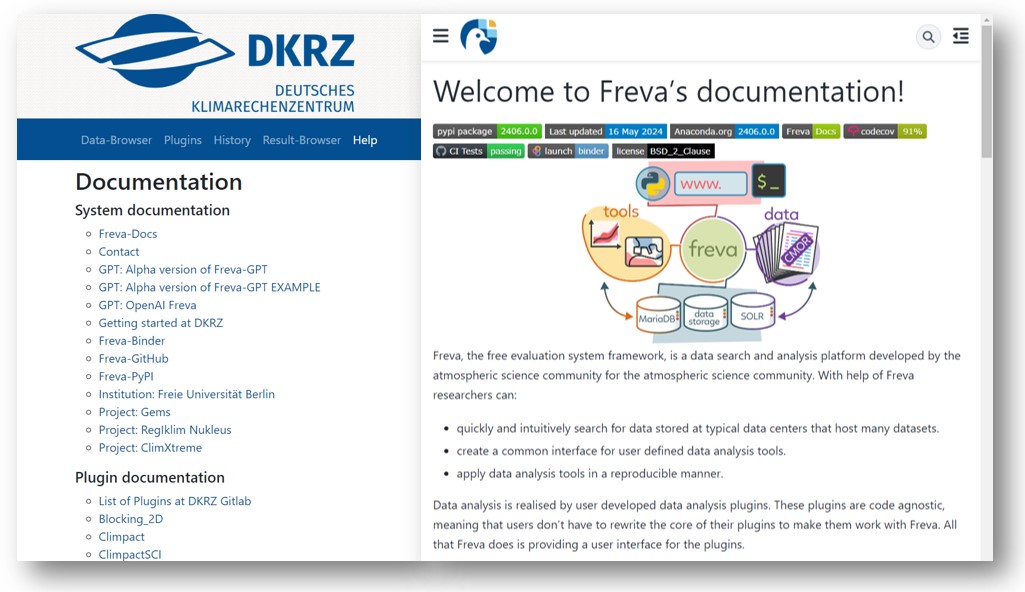 DKRZ
DEUTSCHES
KLIMARECHENZENTRUM
Data-Browser Plugins History Result-Browser Help
Documentation
System documentation
Freva-Docs
Contact
GPT: Alpha version of Freva-GPT
GPT: Alpha version of Freva-GPT EXAMPLE
GPT: OpenAI Freva
Getting started at DKRZ
Freva-Binder
Freva-GitHub
Freva-PyPI
Institution: Freie Universität Berlin
Project: Gems
Project: RegIklim Nukleus
Project: ClimXtreme
Plugin documentation
List of Plugins at DKRZ Gitlab
Blocking_2D
Climpact
ClimpactSCI
Welcome to Freva’s documentation!
pypi package 2406.0.0 Last updated 16 May 2024 Anaconda.org 2406.0.0 Freva Docs codecov 91%
CI Tests passing launch binder license BSD_2_Clause
www. $_
tools data
freva
CMOR
MariaDB data storage SOLR
Freva, the free evaluation system framework, is a data search and analysis platform developed by the
atmospheric science community for the atmospheric science community. With help of Freva
researchers can:
• quickly and intuitively search for data stored at typical data centers that host many datasets.
• create a common interface for user defined data analysis tools.
• apply data analysis tools in a reproducible manner.
Data analysis is realised by user developed data analysis plugins. These plugins are code agnostic,
meaning that users don’t have to rewrite the core of their plugins to make them work with Freva. All
that Freva does is providing a user interface for the plugins.